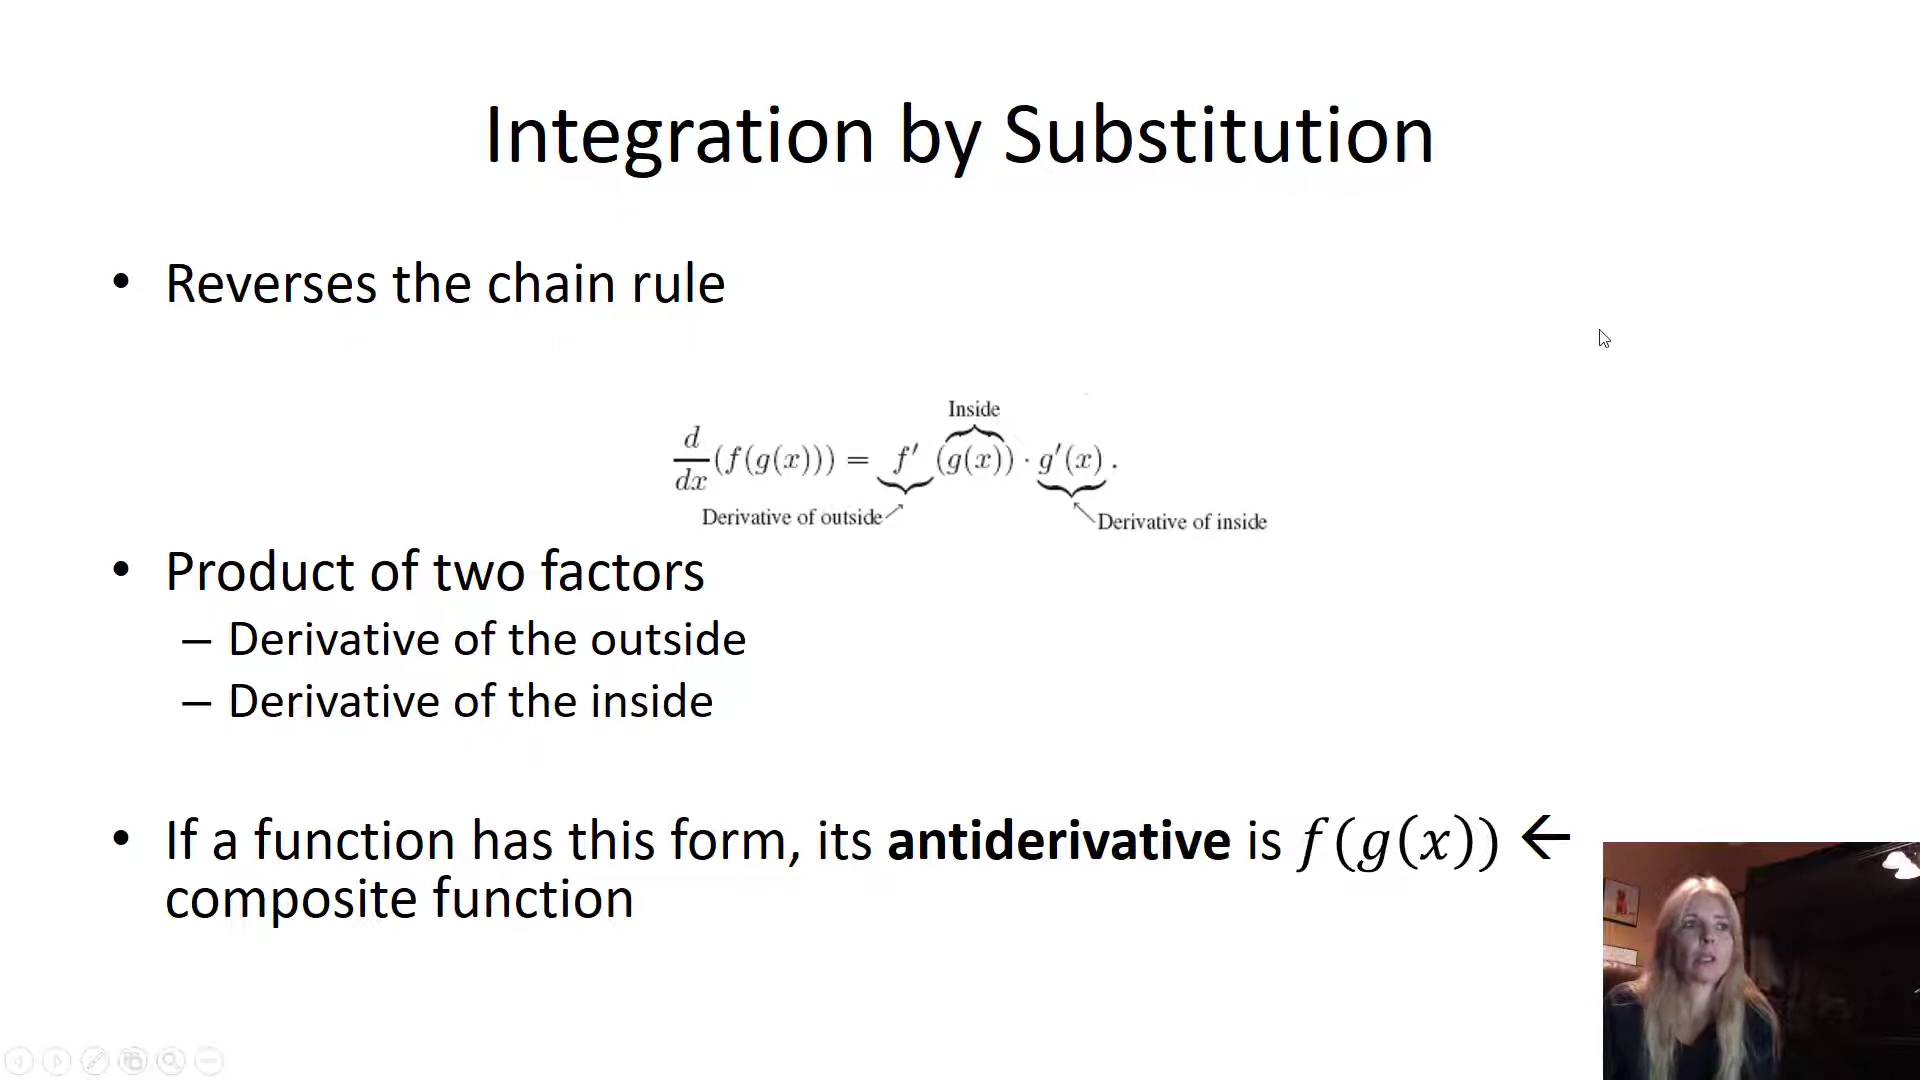 Integration by Substitution
• Reverses the chain rule
Inside
d/dx (f(g(x))) = f′ (g(x)) · g′(x) .
Derivative of outside
Derivative of inside
• Product of two factors
– Derivative of the outside
– Derivative of the inside
• If a function has this form, its antiderivative is f(g(x)) ←
composite function